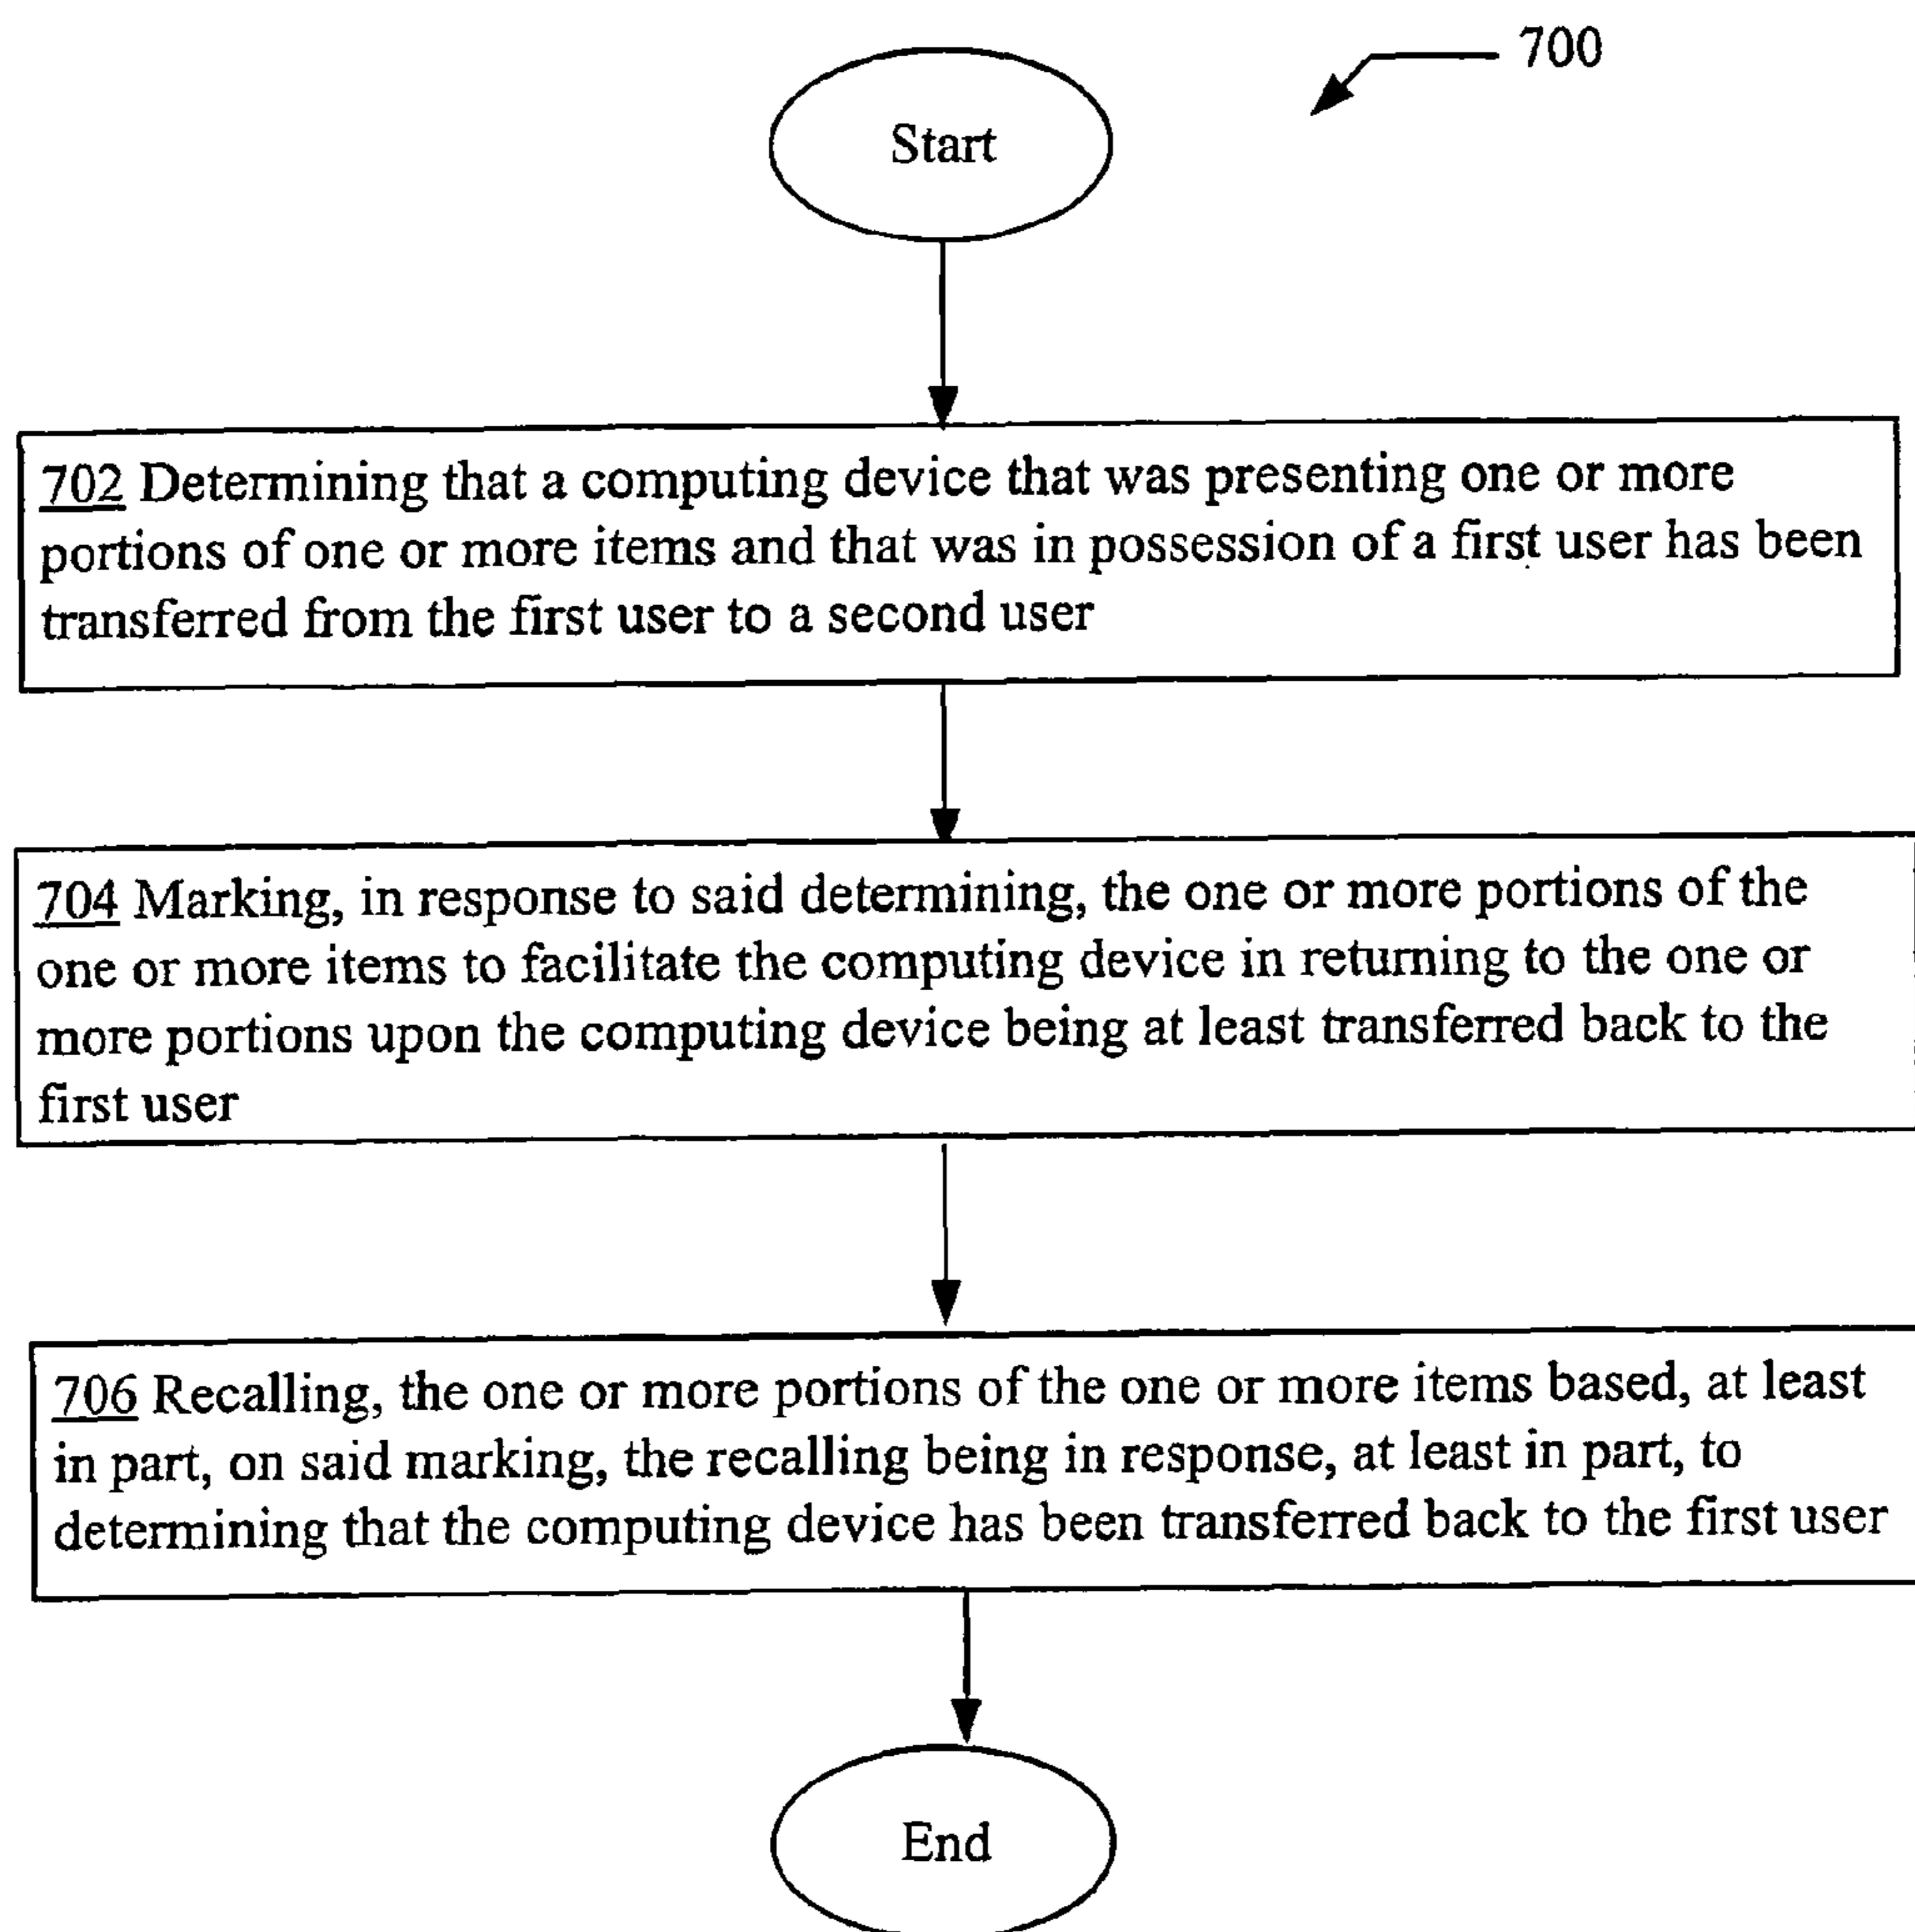 700
Start
702 Determining that a computing device that was presenting one or more
portions of one or more items and that was in possession of a first user has been
transferred from the first user to a second user
704 Marking, in response to said determining, the one or more portions of the
one or more items to facilitate the computing device in returning to the one or
more portions upon the computing device being at least transferred back to the
first user
706 Recalling, the one or more portions of the one or more items based, at least
in part, on said marking, the recalling being in response, at least in part, to
determining that the computing device has been transferred back to the first user
End